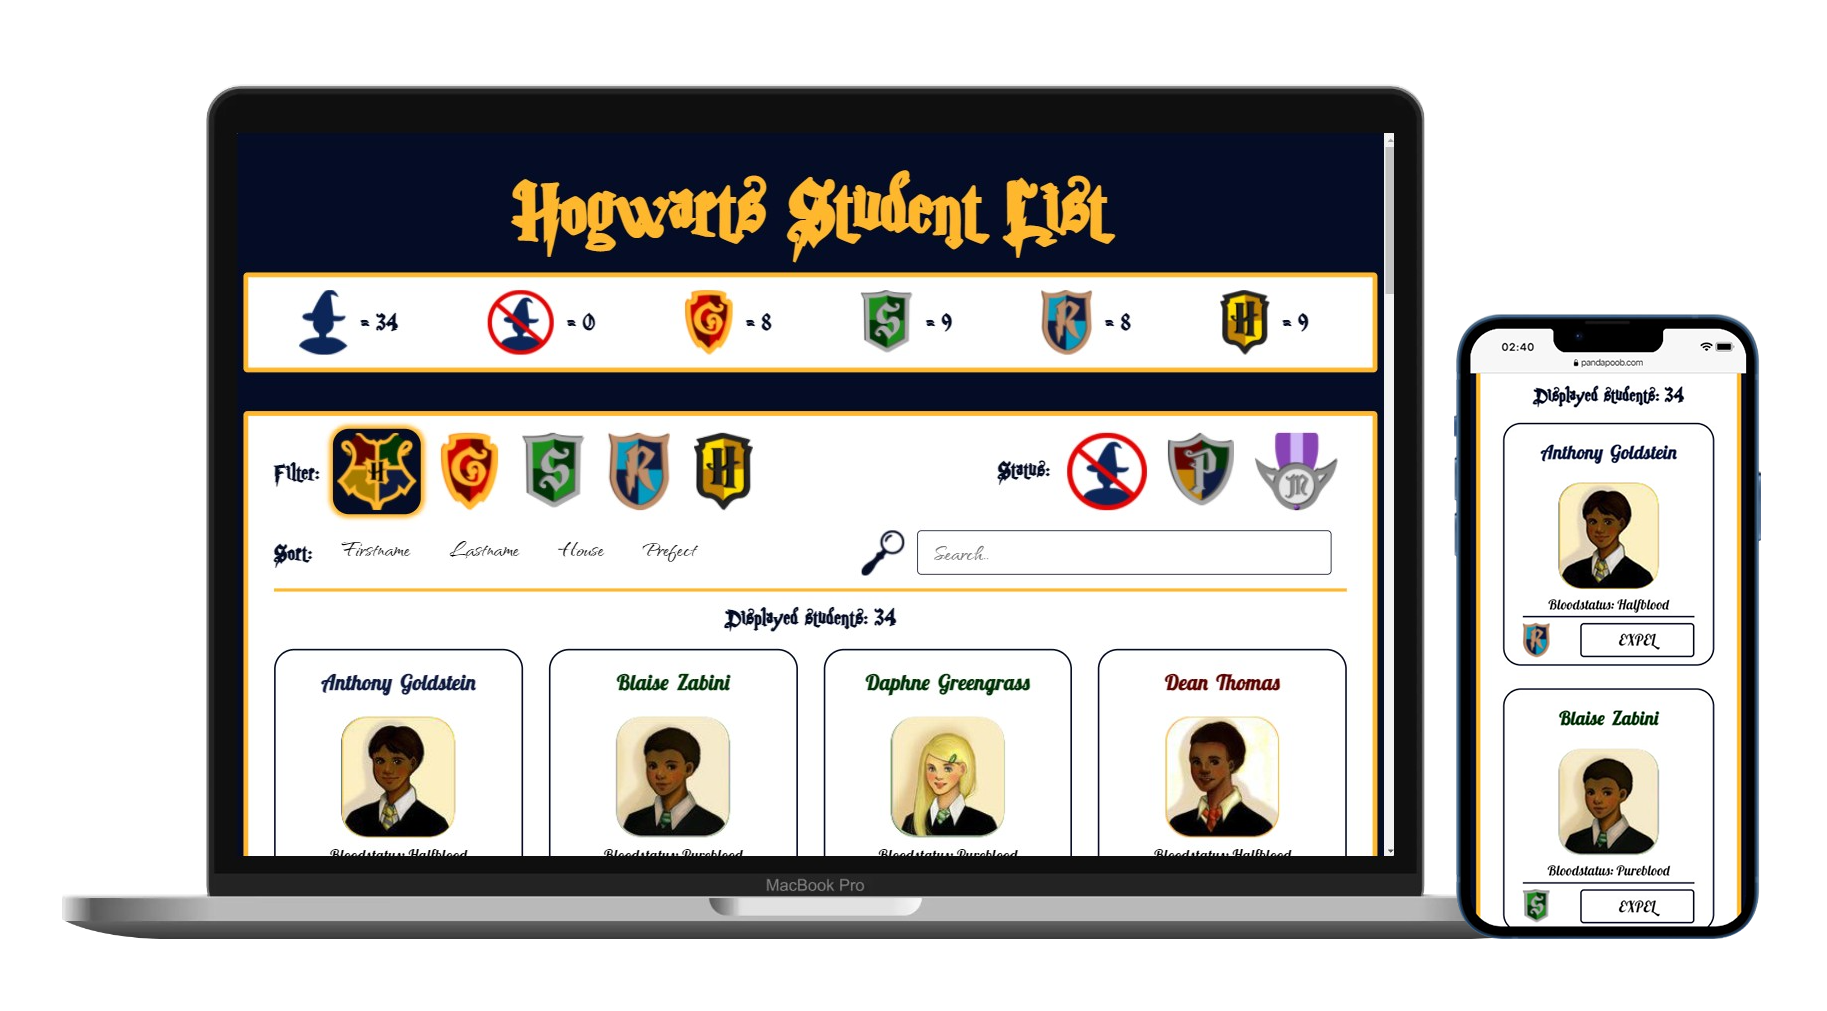 Hogwarts Student List
= 34 = 0 G = 8 S = 9 R = 8 H = 9
Filter: H G S R H Status: P M
Sort: Firstname Lastname House Prefect Search..
Displayed students: 34
Anthony Goldstein Blaise Zabini Daphne Greengrass Dean Thomas
Bloodstatus: Halfblood Bloodstatus: Pureblood Bloodstatus: Pureblood Bloodstatus: Halfblood
MacBook Pro
02:40
pandapoob.com
Displayed students: 34
Anthony Goldstein
Bloodstatus: Halfblood
R EXPEL
Blaise Zabini
Bloodstatus: Pureblood
S EXPEL